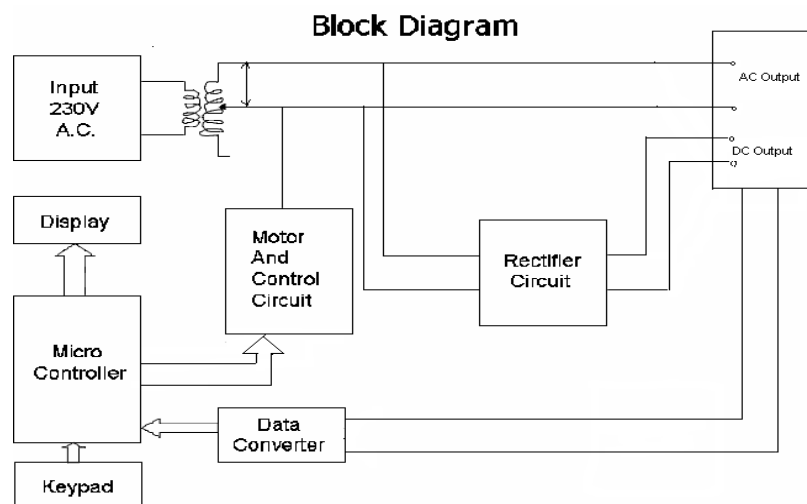 Block Diagram
Input
230V
A.C.
AC Output
DC Output
Display
Motor
And
Control
Circuit
Rectifier
Circuit
Micro
Controller
Data
Converter
Keypad